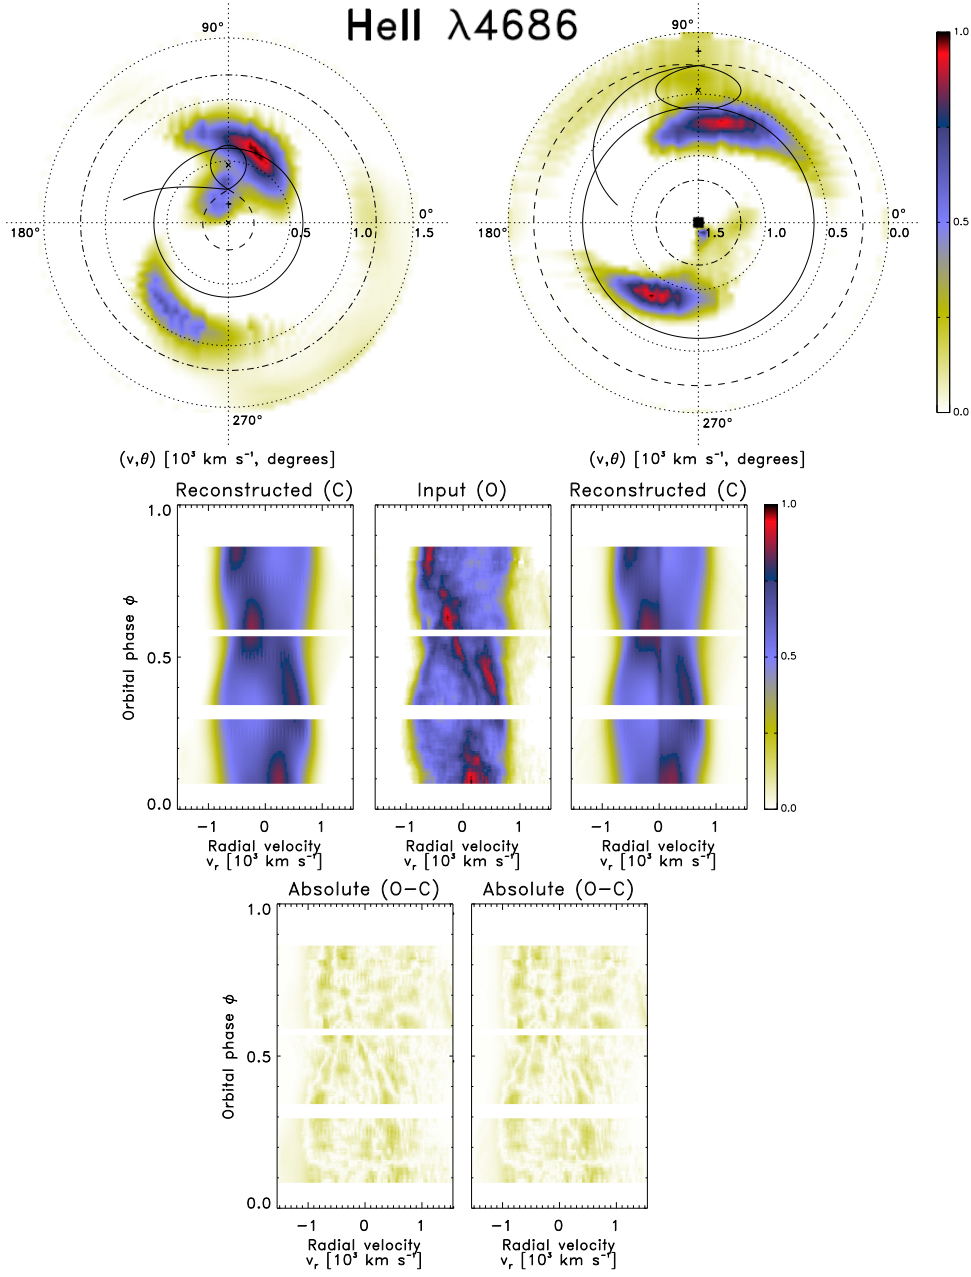 HeII λ4686
90°
90°
1.0
180°
0°
0.5
1.0
1.5
180°
0°
1.5
1.0
0.5
0.0
0.5
270°
270°
0.0
(v,θ) [10³ km s⁻¹, degrees]
(v,θ) [10³ km s⁻¹, degrees]
Reconstructed (C)
Input (O)
Reconstructed (C)
1.0
0.5
0.0
Orbital phase ϕ
1.0
0.5
0.0
−1 0 1
−1 0 1
−1 0 1
Radial velocity
vᵣ [10³ km s⁻¹]
Radial velocity
vᵣ [10³ km s⁻¹]
Radial velocity
vᵣ [10³ km s⁻¹]
Absolute (O−C)
Absolute (O−C)
1.0
0.5
0.0
Orbital phase ϕ
−1 0 1
−1 0 1
Radial velocity
vᵣ [10³ km s⁻¹]
Radial velocity
vᵣ [10³ km s⁻¹]